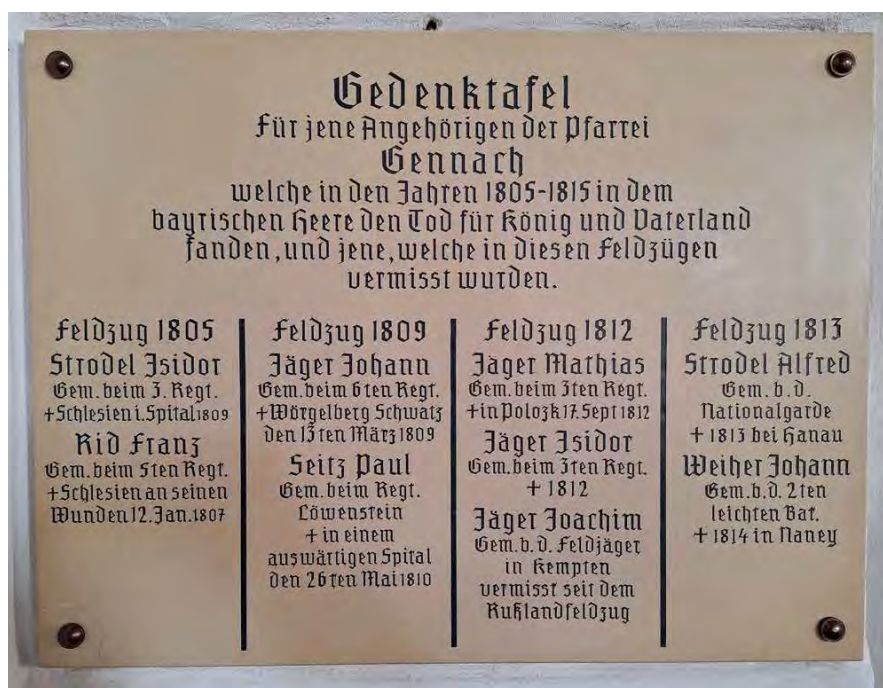 Gedenktafel
für jene Angehörigen der Pfarrei
Gennach
welche in den Jahren 1805-1815 in dem
bayrischen Heere den Tod für König und Vaterland
fanden, und jene, welche in diesen Feldzügen
vermisst wurden.
Feldzug 1805
Strodel Isidor
Gem. beim 3. Regt.
+Schlesien i. Spital 1809
Rid Franz
Gem. beim 5ten Regt.
+Schlesien an seinen
Wunden 12. Jan. 1807
Feldzug 1809
Jäger Johann
Gem. beim 6ten Regt.
+Wörgelberg Schwatz
den 13ten März 1809
Seitz Paul
Gem. beim Regt.
Löwenstein
+ in einem
auswärtigen Spital
den 26ten Mai 1810
Feldzug 1812
Jäger Mathias
Gem. beim 3ten Regt.
+in Polozk 17. Sept 1812
Jäger Isidor
Gem. beim 3ten Regt.
+ 1812
Jäger Joachim
Gem. b. d. Feldjäger
in Kempten
vermisst seit dem
Rußlandfeldzug
Feldzug 1813
Strodel Alfred
Gem. b. d.
Nationalgarde
+ 1813 bei Hanau
Weiher Johann
Gem. b. d. 2ten
leichten Bat.
+ 1814 in Naney